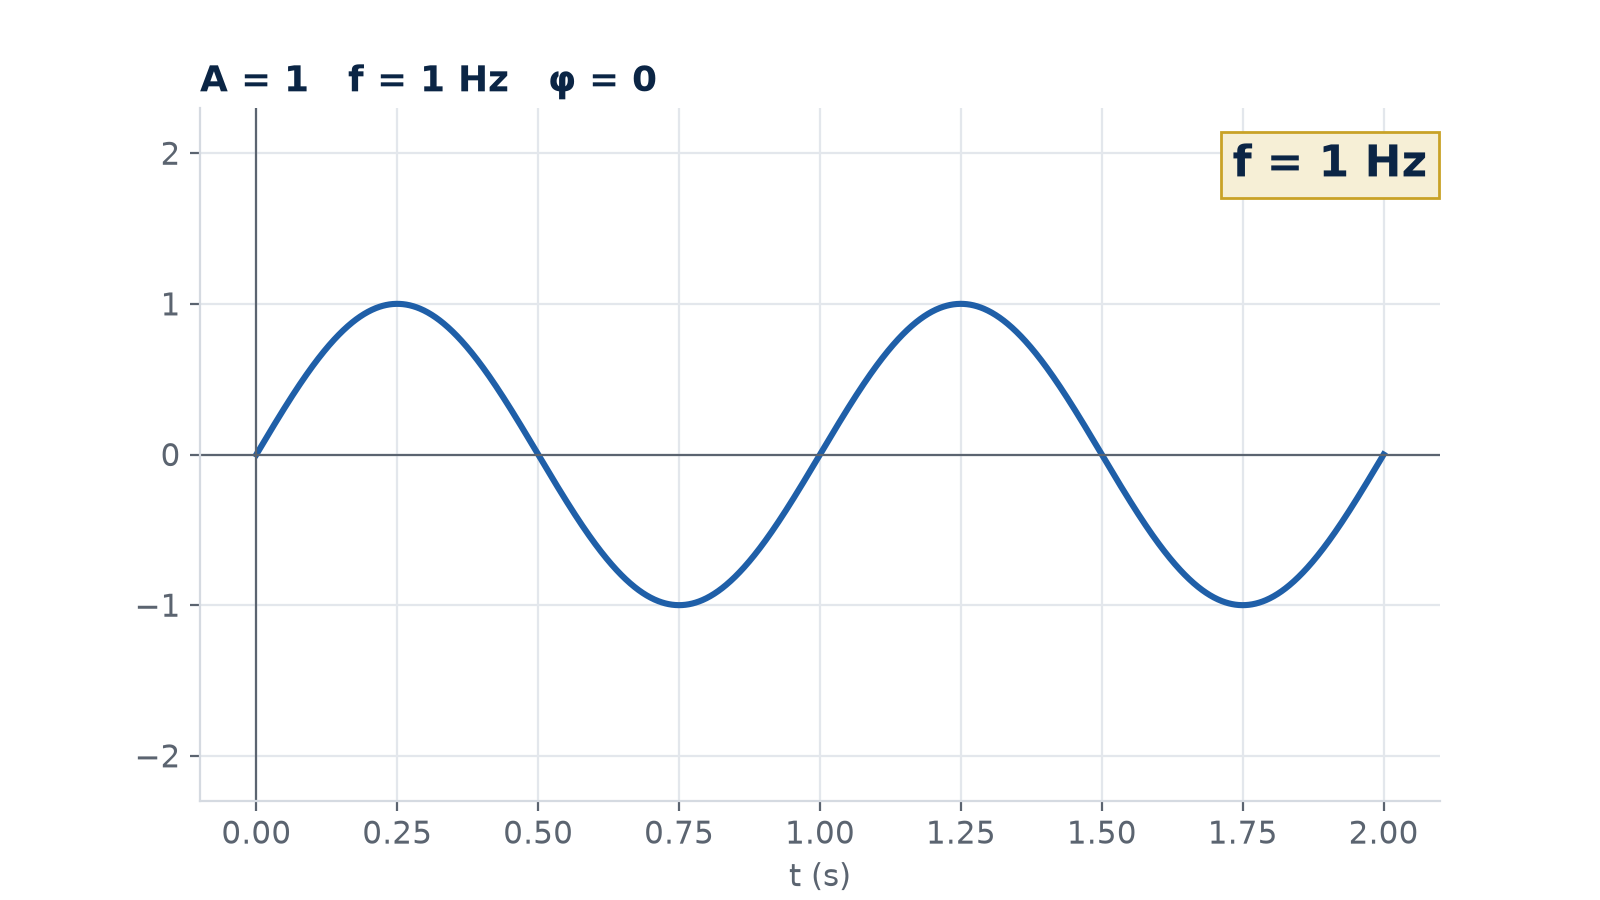 A = 1   f = 1 Hz   φ = 0
f = 1 Hz
2
1
0
−1
−2
0.00 0.25 0.50 0.75 1.00 1.25 1.50 1.75 2.00
t (s)